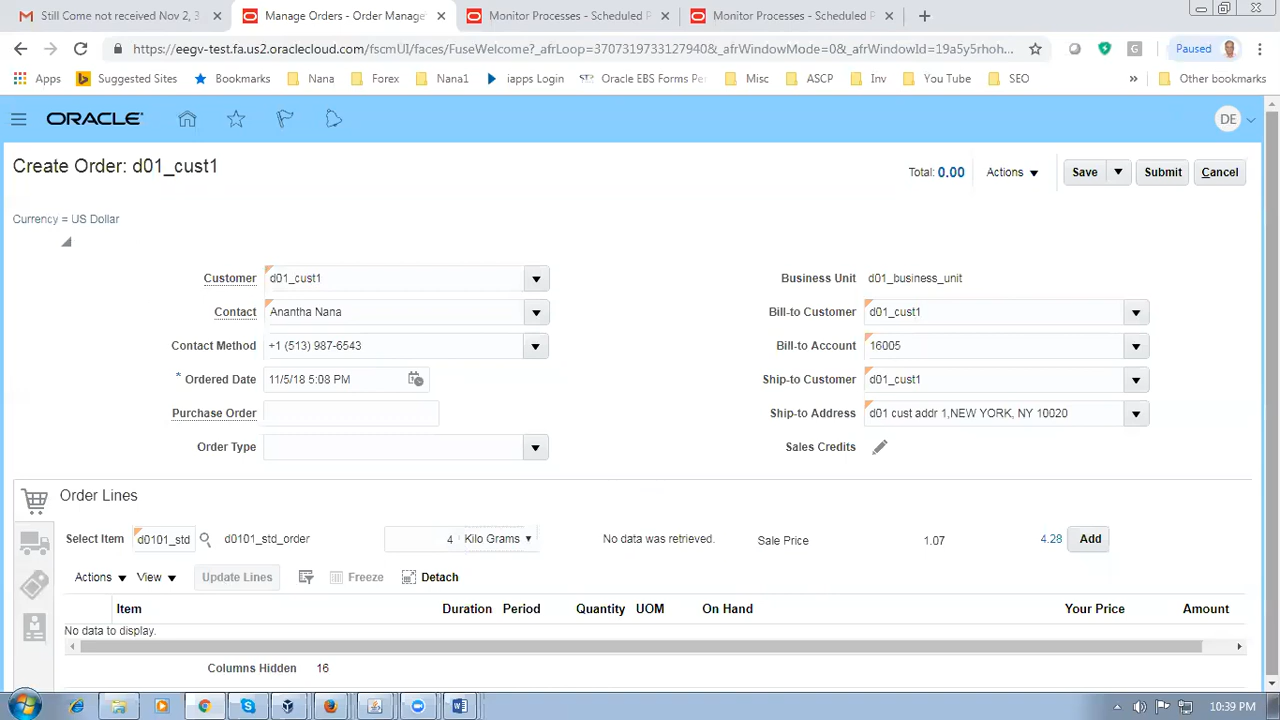 Still Come not received Nov 2, 3
Manage Orders - Order Manage
Monitor Processes - Scheduled P
Monitor Processes - Scheduled P
https://eegv-test.fa.us2.oraclecloud.com/fscmUI/faces/FuseWelcome?_afrLoop=37073197331279940&_afrWindowMode=0&_afrWindowId=19a5y5rhoh...
Paused
Apps
Suggested Sites
Bookmarks
Nana
Forex
Nana1
iapps Login
Oracle EBS Forms Pe
Misc
ASCP
Inv
You Tube
SEO
Other bookmarks
ORACLE
DE
Create Order: d01_cust1
Total: 0.00
Actions
Save
Submit
Cancel
Currency = US Dollar
Customer d01_cust1
Business Unit d01_business_unit
Contact Anantha Nana
Bill-to Customer d01_cust1
Contact Method +1 (513) 987-6543
Bill-to Account 16005
* Ordered Date 11/5/18 5:08 PM
Ship-to Customer d01_cust1
Purchase Order
Ship-to Address d01 cust addr 1,NEW YORK, NY 10020
Order Type
Sales Credits
Order Lines
Select Item d0101_std d0101_std_order 4 Kilo Grams No data was retrieved. Sale Price 1.07 4.28 Add
Actions View Update Lines Freeze Detach
Item Duration Period Quantity UOM On Hand Your Price Amount
No data to display.
Columns Hidden 16
10:39 PM